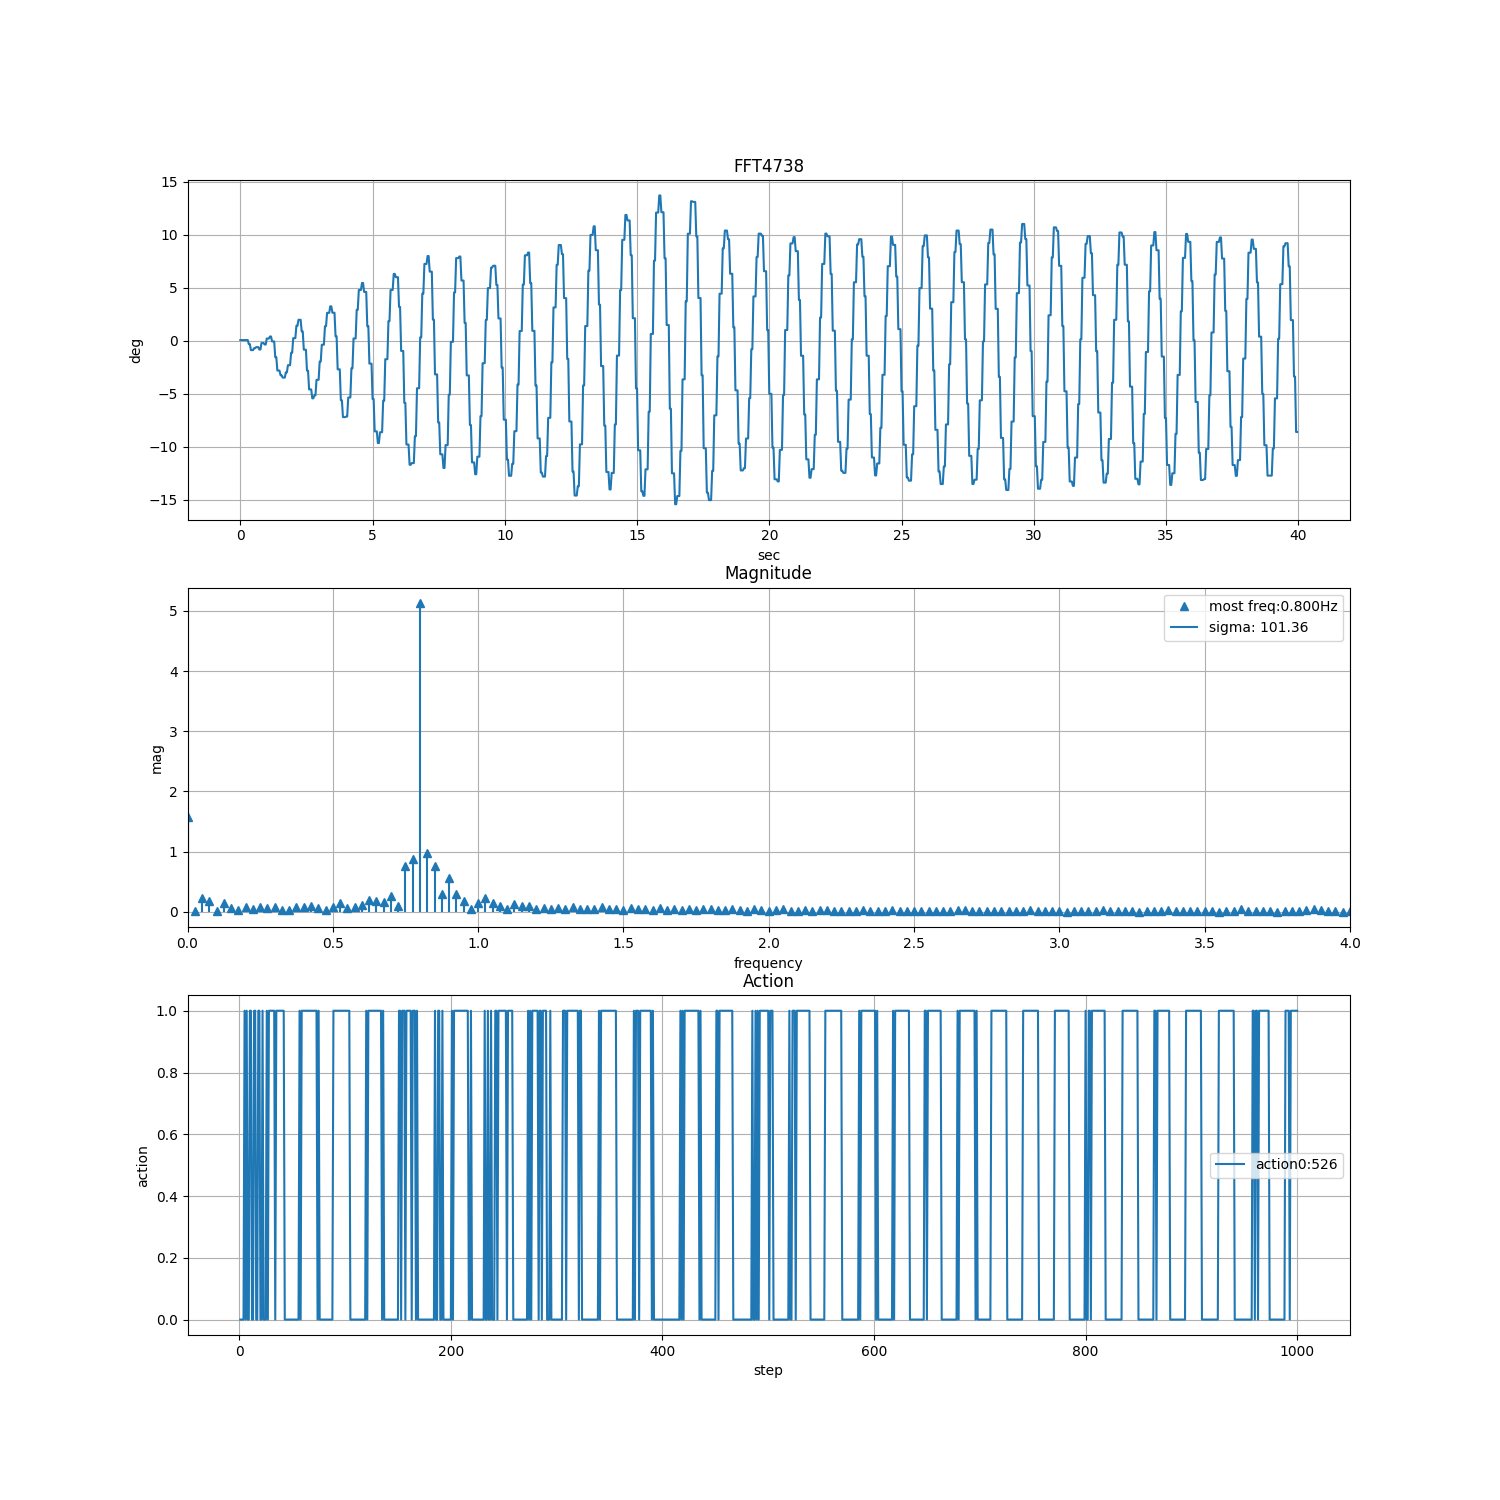 FFT4738
15
10
5
0
−5
−10
−15
deg
0 5 10 15 20 25 30 35 40
sec
Magnitude
most freq:0.800Hz
sigma: 101.36
5
4
3
2
1
0
mag
0.0 0.5 1.0 1.5 2.0 2.5 3.0 3.5 4.0
frequency
Action
1.0
0.8
0.6
0.4
0.2
0.0
action
action0:526
0 200 400 600 800 1000
step